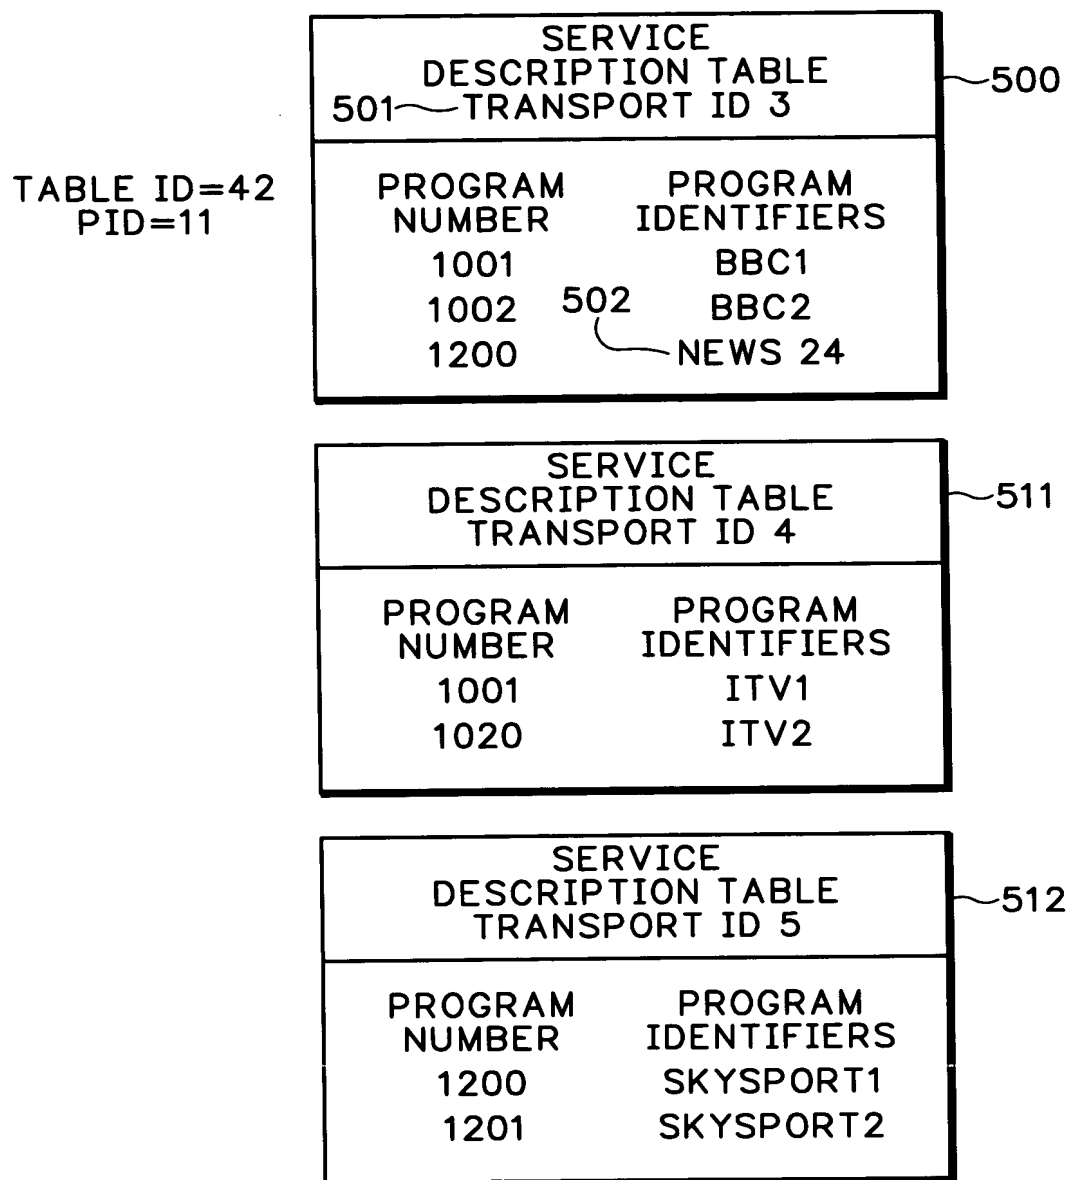 SERVICE
DESCRIPTION TABLE
501 TRANSPORT ID 3
500
TABLE ID=42
PID=11
PROGRAM PROGRAM
NUMBER IDENTIFIERS
1001 BBC1
1002 502 BBC2
1200 NEWS 24
SERVICE
DESCRIPTION TABLE
TRANSPORT ID 4
511
PROGRAM PROGRAM
NUMBER IDENTIFIERS
1001 ITV1
1020 ITV2
SERVICE
DESCRIPTION TABLE
TRANSPORT ID 5
512
PROGRAM PROGRAM
NUMBER IDENTIFIERS
1200 SKYSPORT1
1201 SKYSPORT2